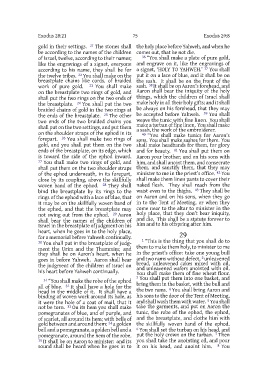 Exodus 28:21
75
Exodus 29:5
gold in their settings. 21 The stones shall
be according to the names of the children
of Israel, twelve, according to their names;
like the engravings of a signet, everyone
according to his name, they shall be for
the twelve tribes. 22 You shall make on the
breastplate chains like cords, of braided
work of pure gold. 23 You shall make
on the breastplate two rings of gold, and
shall put the two rings on the two ends of
the breastplate. 24 You shall put the two
braided chains of gold in the two rings at
the ends of the breastplate. 25 The other
two ends of the two braided chains you
shall put on the two settings, and put them
on the shoulder straps of the ephod in its
forepart. 26 You shall make two rings of
gold, and you shall put them on the two
ends of the breastplate, on its edge, which
is toward the side of the ephod inward.
27 You shall make two rings of gold, and
shall put them on the two shoulder straps
of the ephod underneath, in its forepart,
close by its coupling, above the skillfully
woven band of the ephod. 28 They shall
bind the breastplate by its rings to the
rings of the ephod with a lace of blue, that
it may be on the skillfully woven band of
the ephod, and that the breastplate may
not swing out from the ephod. 29 Aaron
shall bear the names of the children of
Israel in the breastplate of judgment on his
heart, when he goes in to the holy place,
for a memorial before Yahweh continually.
30 You shall put in the breastplate of judg-
ment the Urim and the Thummim; and
they shall be on Aaron's heart, when he
goes in before Yahweh. Aaron shall bear
the judgment of the children of Israel on
his heart before Yahweh continually.
31 "You shall make the robe of the ephod
all of blue. 32 It shall have a hole for the
head in the middle of it. It shall have a
binding of woven work around its hole, as
it were the hole of a coat of mail, that it
not be torn. 33 On its hem you shall make
pomegranates of blue, and of purple, and
of scarlet, all around its hem; with bells of
gold between and around them: 34 a golden
bell and a pomegranate, a golden bell and a
pomegranate, around the hem of the robe.
35 It shall be on Aaron to minister: and its
sound shall be heard when he goes in to
the holy place before Yahweh, and when he
comes out, that he not die.
36 "You shall make a plate of pure gold,
and engrave on it, like the engravings of
a signet, 'HOLY TO YAHWEH.' 37 You shall
put it on a lace of blue, and it shall be on
the sash. It shall be on the front of the
sash. 38 It shall be on Aaron's forehead, and
Aaron shall bear the iniquity of the holy
things, which the children of Israel shall
make holy in all their holy gifts; and it shall
be always on his forehead, that they may
be accepted before Yahweh. 39 You shall
weave the tunic with fine linen. You shall
make a turban of fine linen. You shall make
a sash, the work of the embroiderer.
40 "You shall make tunics for Aaron's
sons. You shall make sashes for them. You
shall make headbands for them, for glory
and for beauty. 41 You shall put them on
Aaron your brother, and on his sons with
him, and shall anoint them, and consecrate
them, and sanctify them, that they may
minister to me in the priest's office. 42 You
shall make them linen pants to cover their
naked flesh. They shall reach from the
waist even to the thighs. 43 They shall be
on Aaron and on his sons, when they go
in to the Tent of Meeting, or when they
come near to the altar to minister in the
holy place, that they don't bear iniquity,
and die. This shall be a statute forever to
him and to his offspring after him.
29
1 "This is the thing that you shall do to
them to make them holy, to minister to me
in the priest's office: take one young bull
and two rams without defect, 2 unleavened
bread, unleavened cakes mixed with oil,
and unleavened wafers anointed with oil.
You shall make them of fine wheat flour.
3 You shall put them into one basket, and
bring them in the basket, with the bull and
the two rams. 4 You shall bring Aaron and
his sons to the door of the Tent of Meeting,
and shall wash them with water. 5 You shall
take the garments, and put on Aaron the
tunic, the robe of the ephod, the ephod,
and the breastplate, and clothe him with
the skillfully woven band of the ephod.
6 You shall set the turban on his head, and
put the holy crown on the turban. 7 Then
you shall take the anointing oil, and pour
it on his head, and anoint him. 8 You